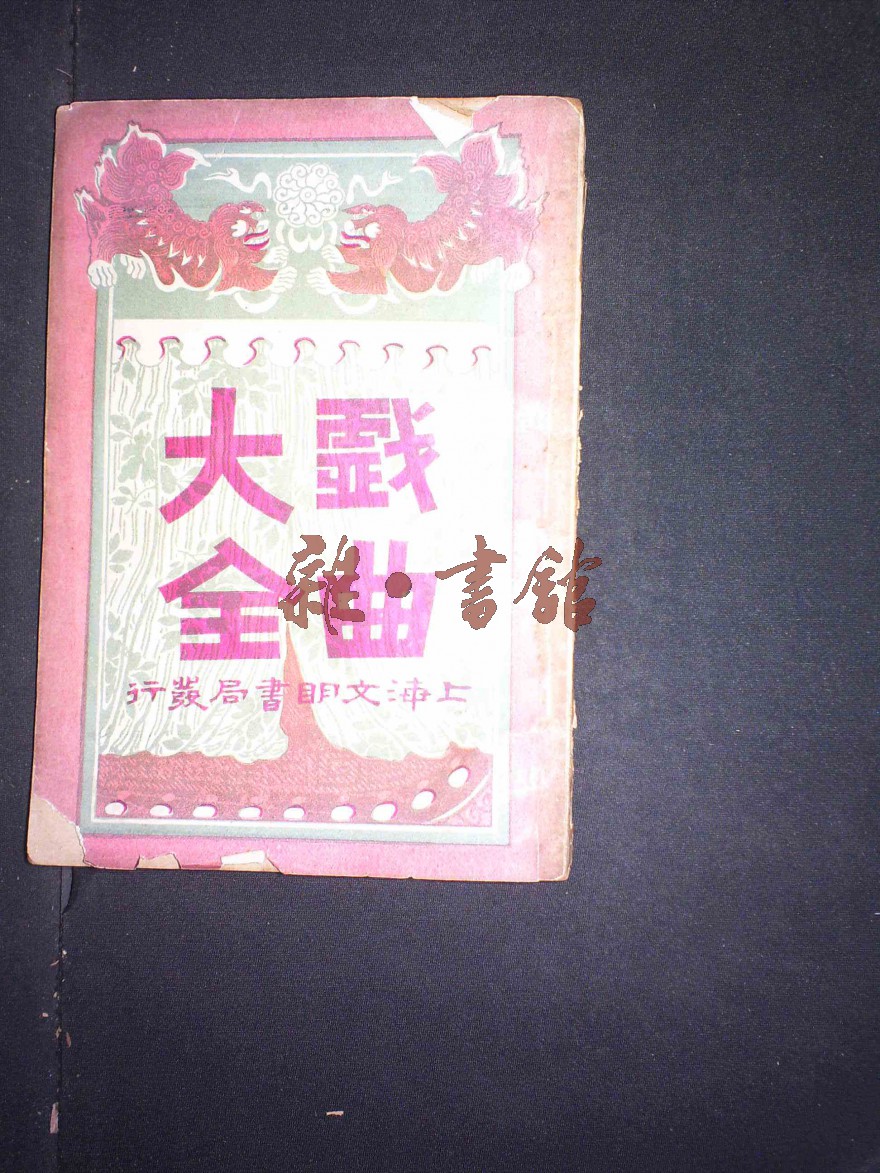 戲曲
大全
上海文明書局發行
雜·書館